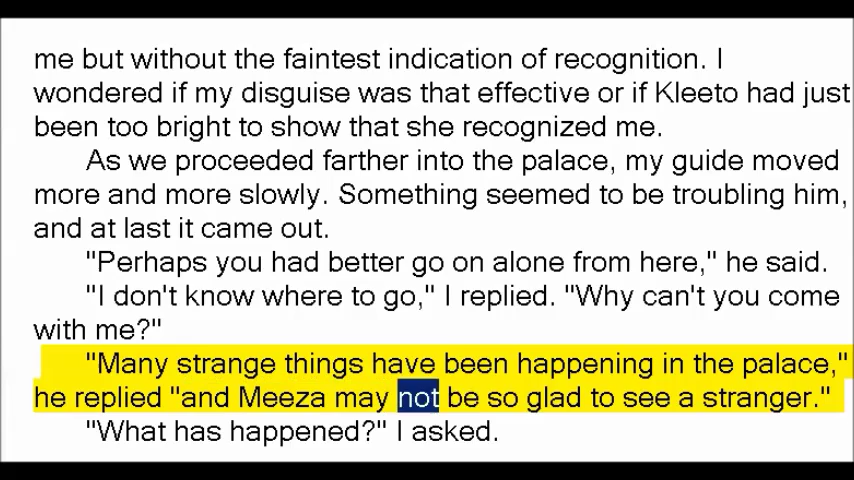 me but without the faintest indication of recognition. I
wondered if my disguise was that effective or if Kleeto had just
been too bright to show that she recognized me.
As we proceeded farther into the palace, my guide moved
more and more slowly. Something seemed to be troubling him,
and at last it came out.
"Perhaps you had better go on alone from here," he said.
"I don't know where to go," I replied. "Why can't you come
with me?"
"Many strange things have been happening in the palace,"
he replied "and Meeza may not be so glad to see a stranger."
"What has happened?" I asked.